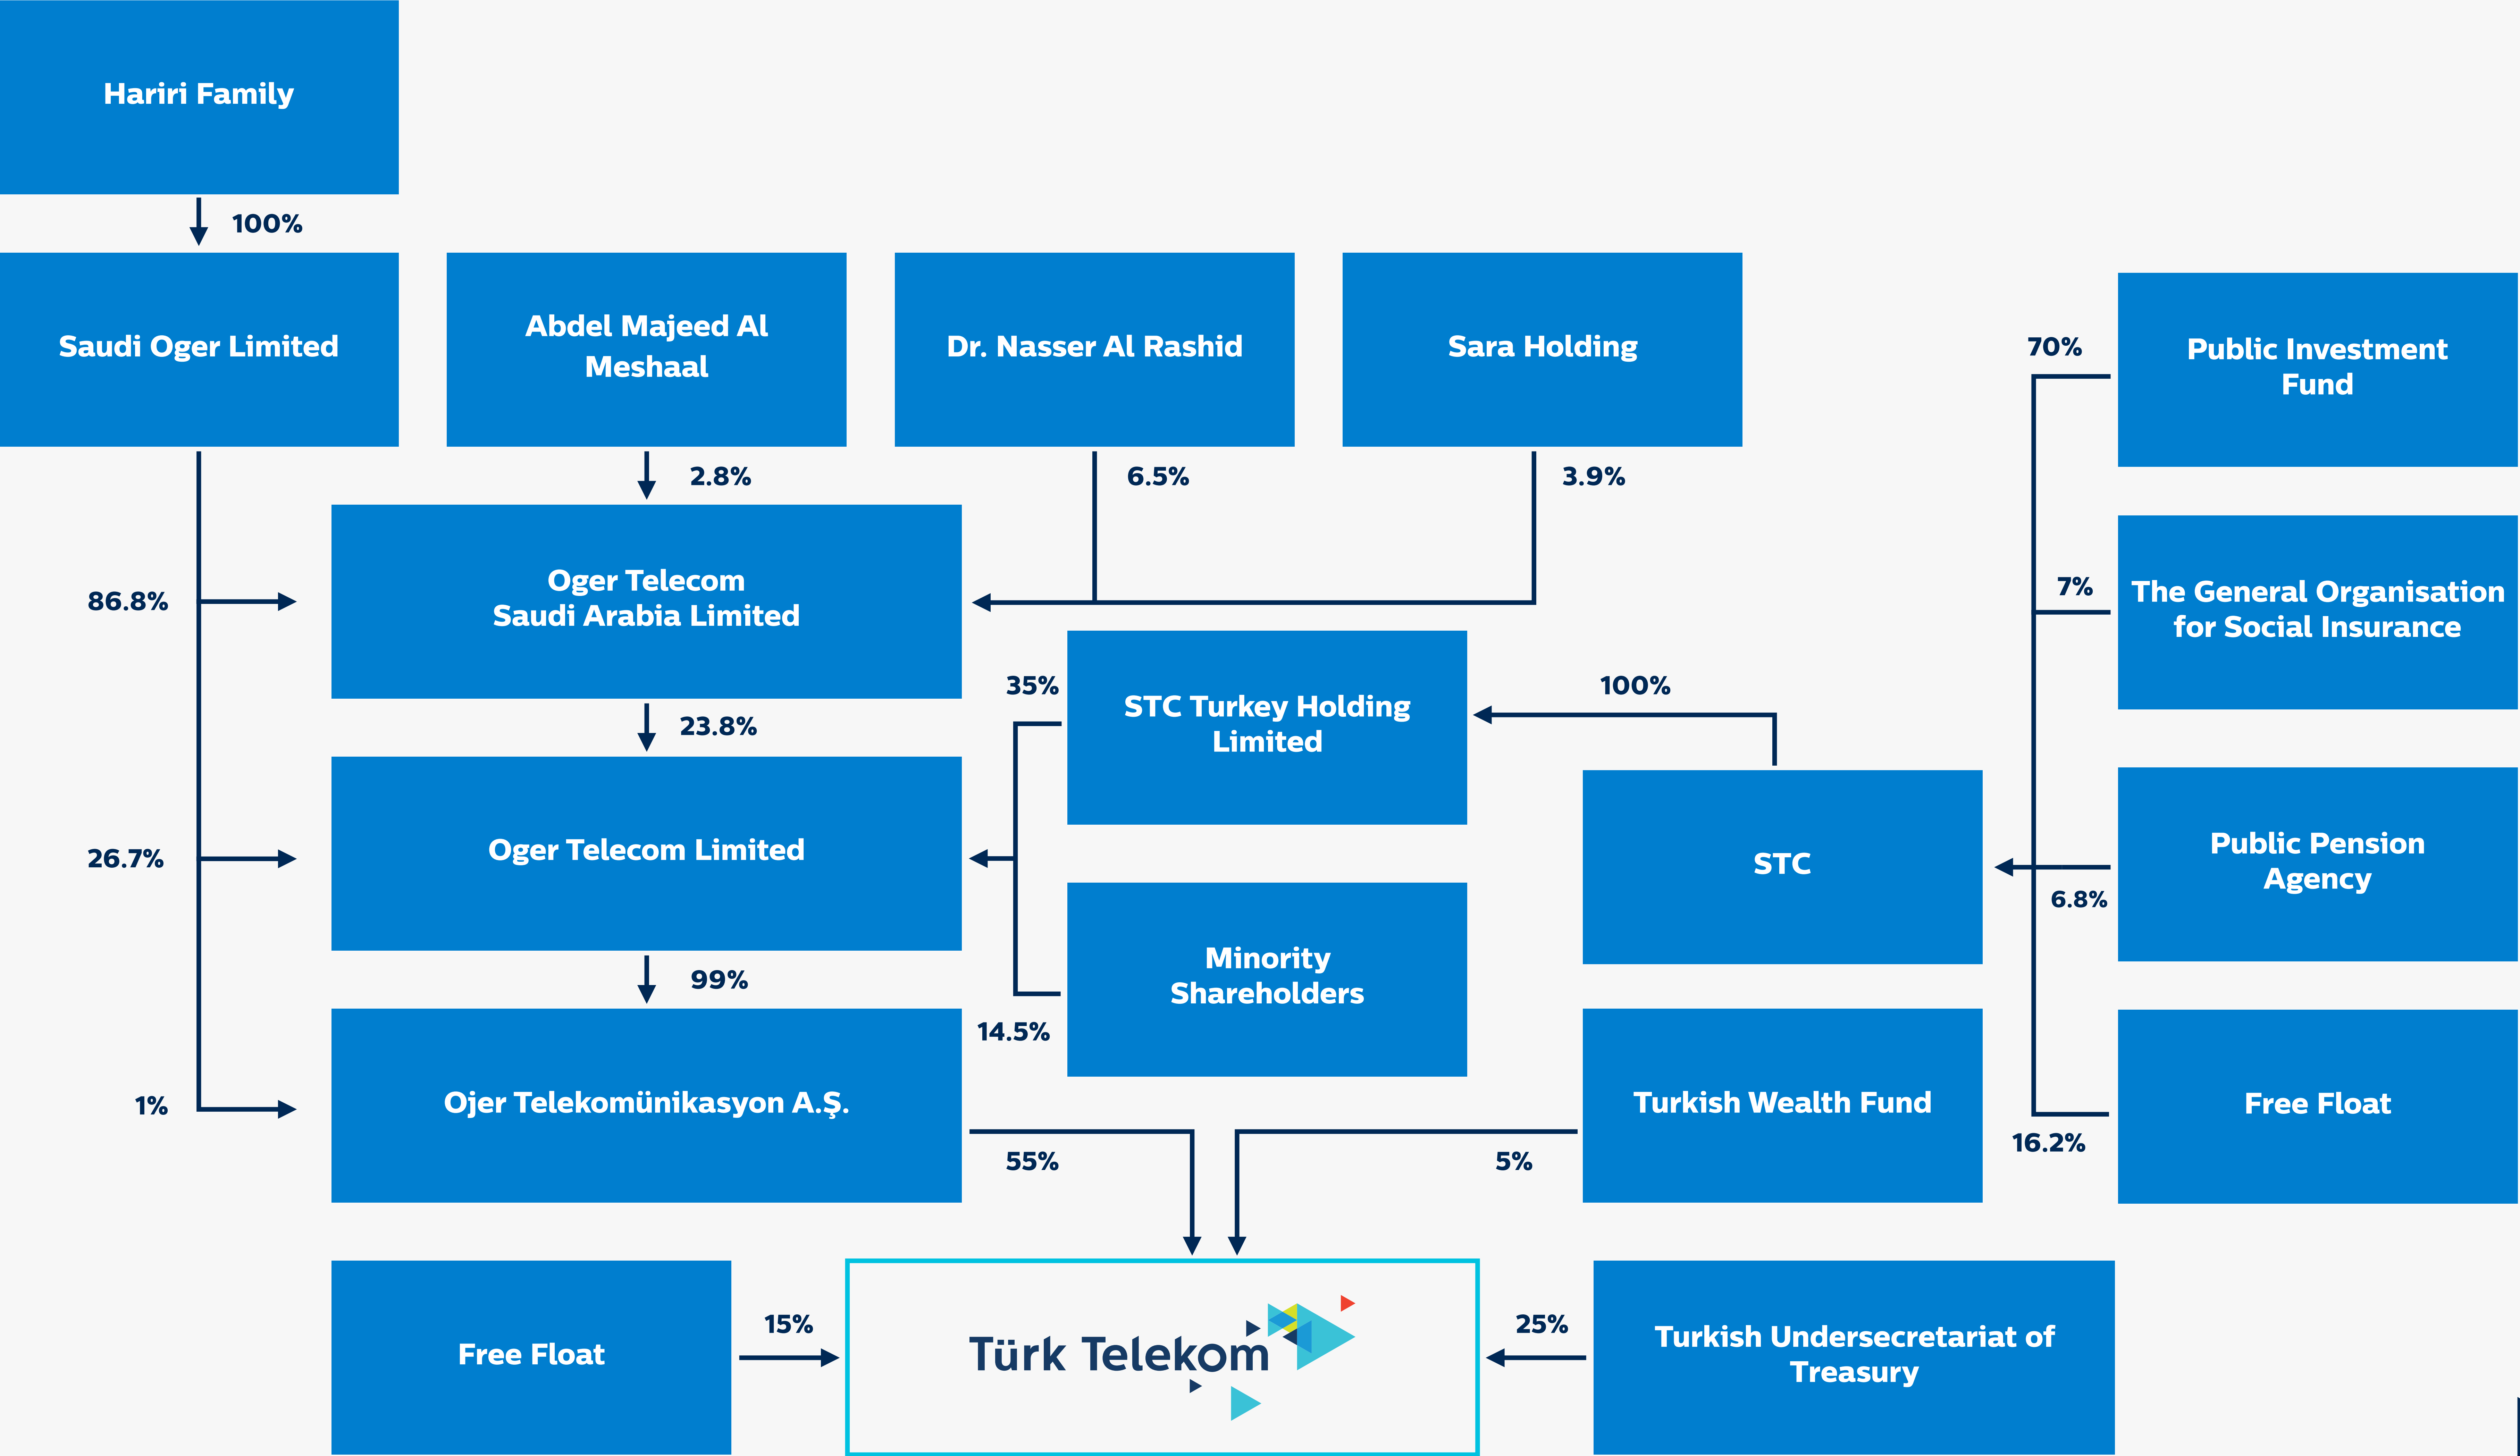 Hariri Family
100%
Saudi Oger Limited
Abdel Majeed Al
Meshaal
Dr. Nasser Al Rashid
Sara Holding
70%
Public Investment
Fund
2.8%
6.5%
3.9%
86.8%
Oger Telecom
Saudi Arabia Limited
7%
The General Organisation
for Social Insurance
35%
STC Turkey Holding
Limited
100%
23.8%
26.7%
Oger Telecom Limited
STC
Public Pension
Agency
6.8%
Minority
Shareholders
99%
14.5%
1%
Ojer Telekomünikasyon A.Ş.
Turkish Wealth Fund
Free Float
16.2%
55%
5%
Free Float
15%
Türk Telekom
25%
Turkish Undersecretariat of
Treasury